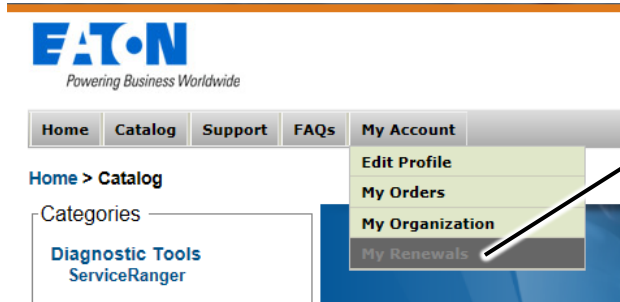 EATON
Powering Business Worldwide
Home Catalog Support FAQs My Account
Edit Profile
My Orders
My Organization
My Renewals
Home > Catalog
Categories
Diagnostic Tools
ServiceRanger